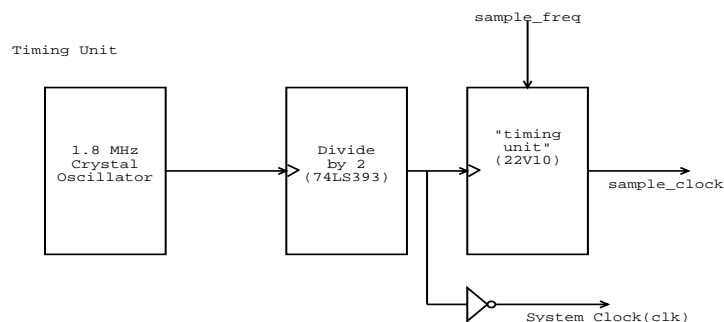 sample_freq
Timing Unit
1.8 MHz
Crystal
Oscillator
Divide
by 2
(74LS393)
"timing
unit"
(22V10)
sample_clock
System Clock(clk)